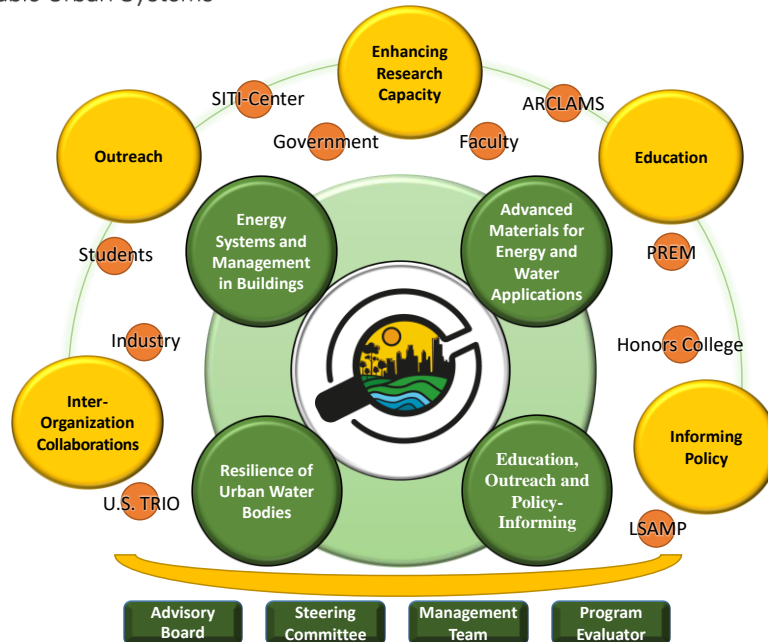 Urban Systems
Enhancing
Research
Capacity
SITI-Center
ARCLAMS
Government
Faculty
Outreach
Education
Energy
Systems and
Management
in Buildings
Advanced
Materials for
Energy and
Water
Applications
Students
PREM
Industry
Honors College
Inter-
Organization
Collaborations
Informing
Policy
Resilience of
Urban Water
Bodies
Education,
Outreach and
Policy-
Informing
U.S. TRIO
LSAMP
Advisory
Board
Steering
Committee
Management
Team
Program
Evaluator